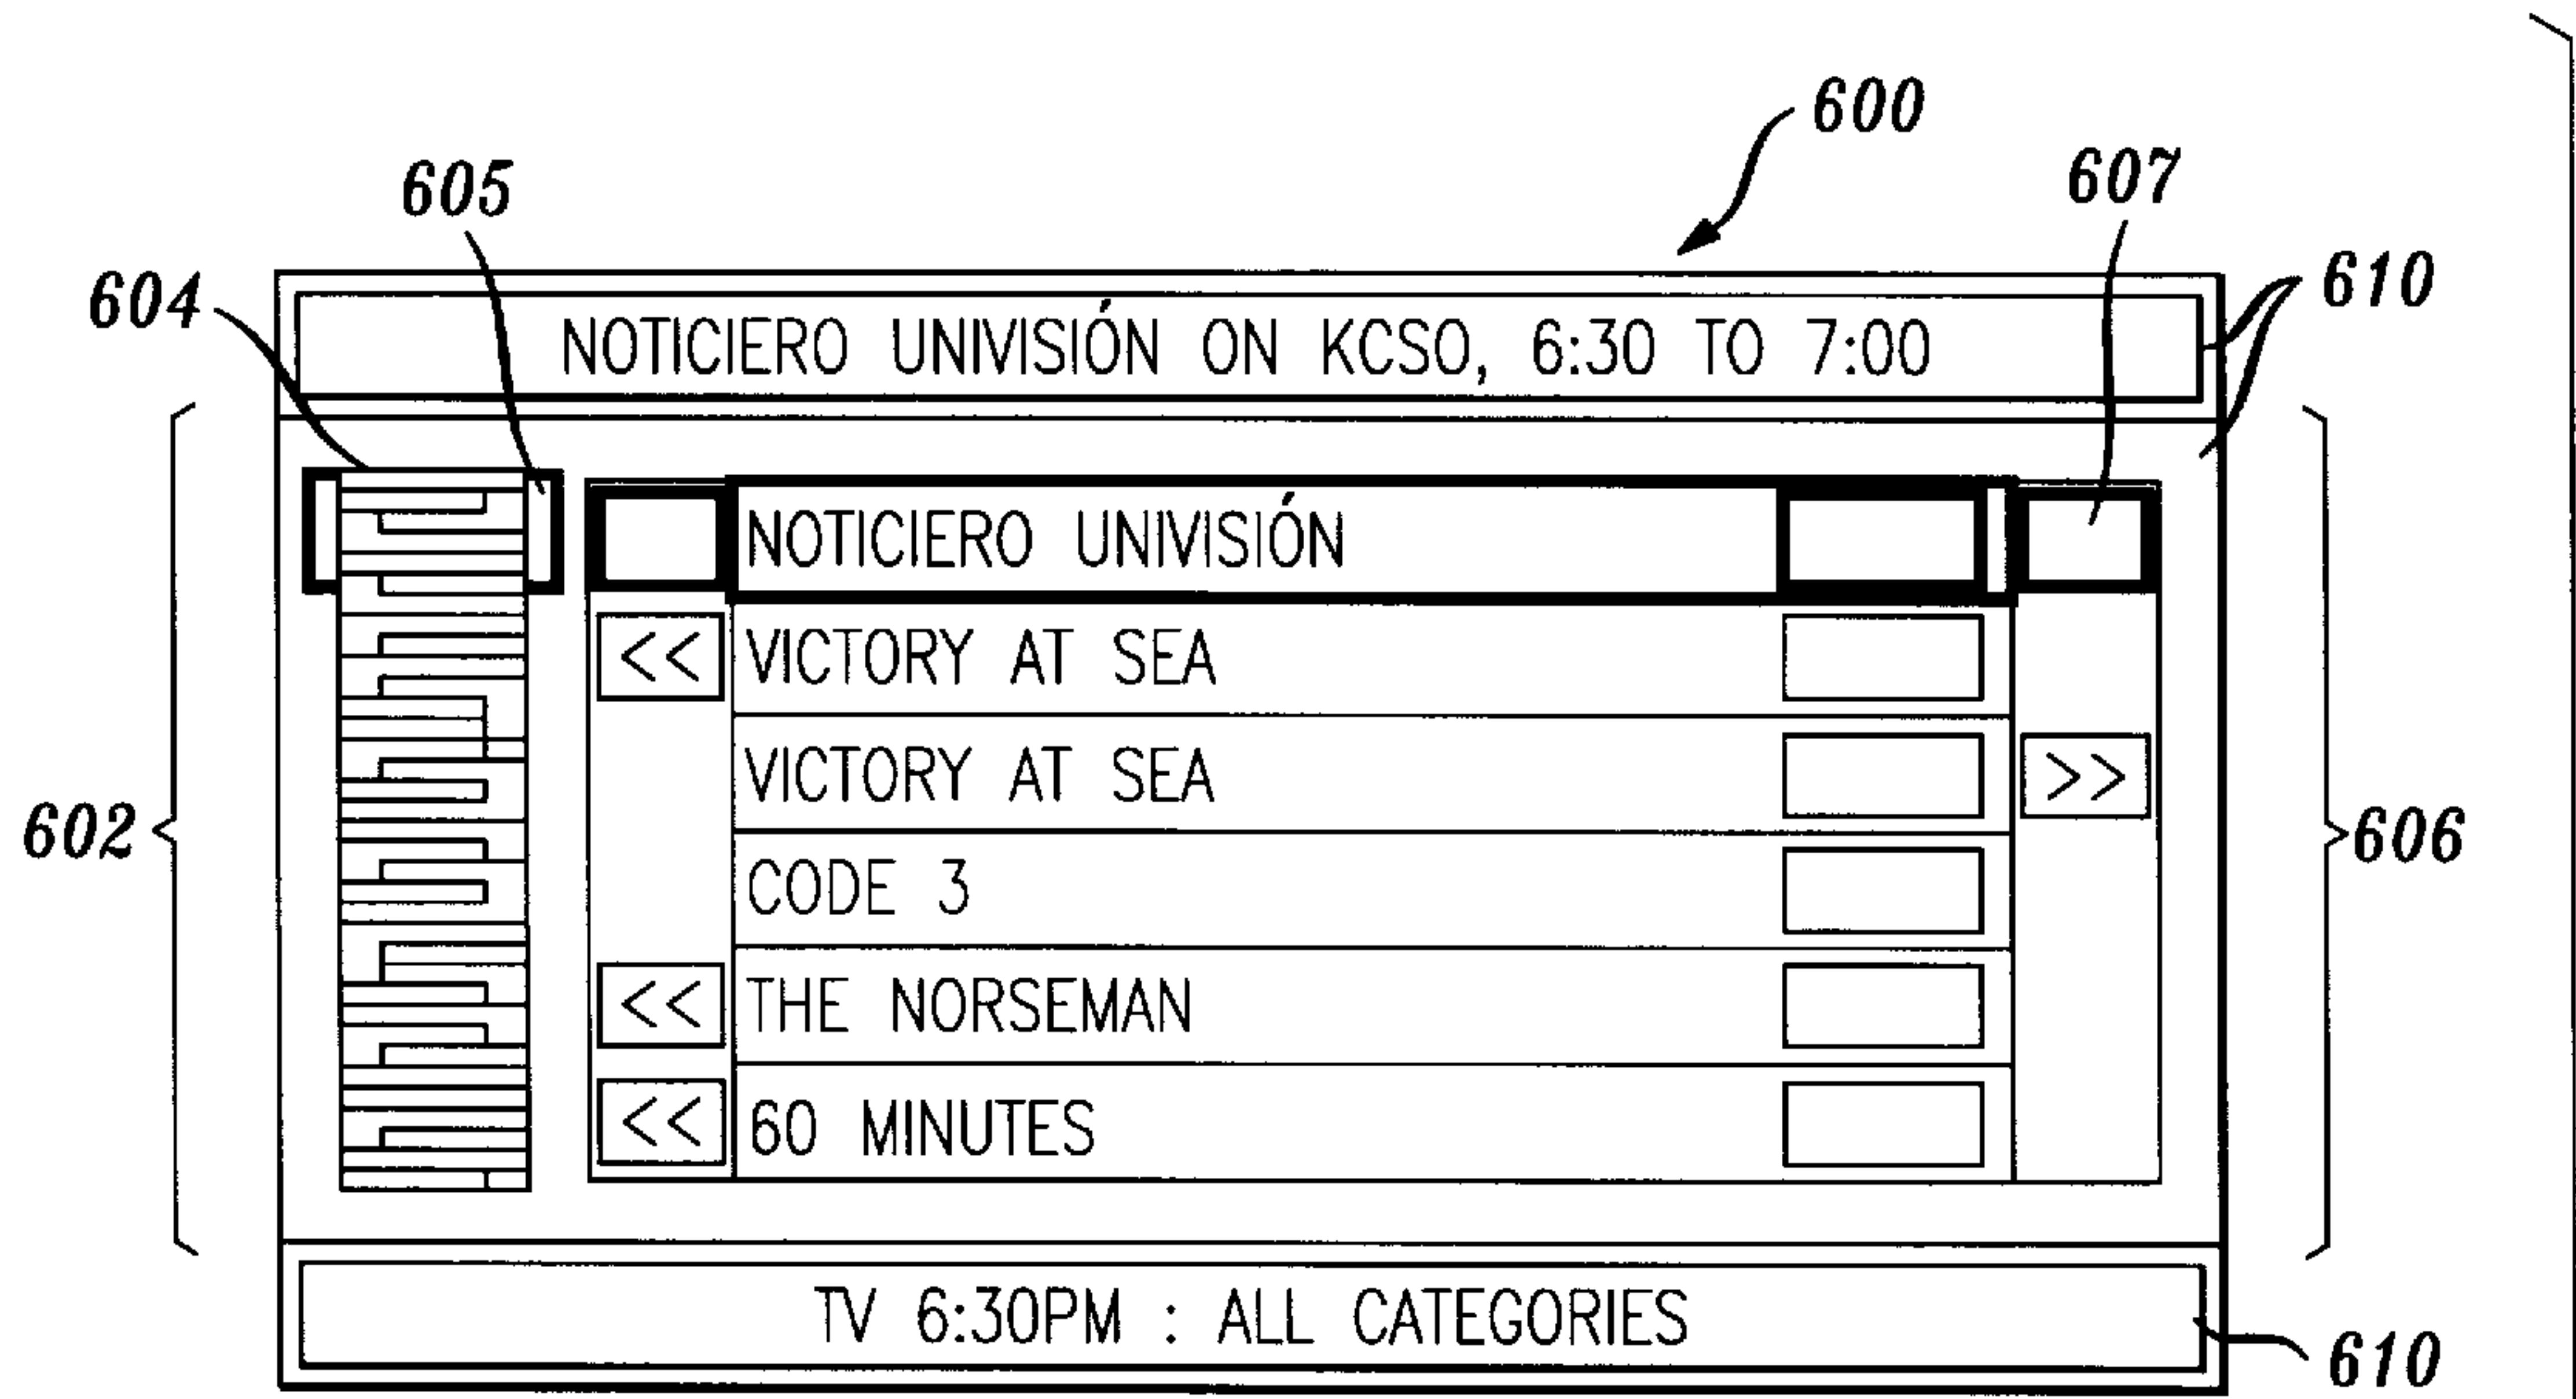 600
605
607
604
610
NOTICIERO UNIVISIÓN ON KCSO, 6:30 TO 7:00
NOTICIERO UNIVISIÓN
<< VICTORY AT SEA
VICTORY AT SEA >>
602
606
CODE 3
<< THE NORSEMAN
<< 60 MINUTES
TV 6:30PM : ALL CATEGORIES
610